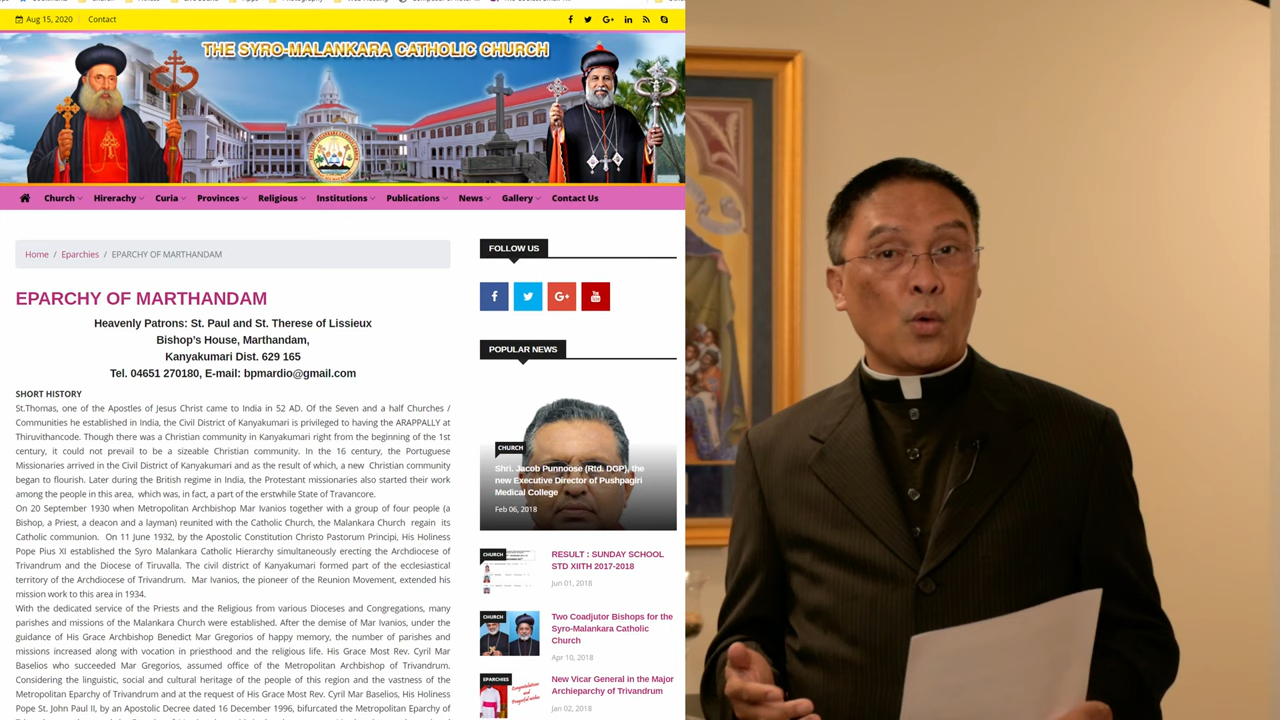 Aug 15, 2020
Contact
THE SYRO-MALANKARA CATHOLIC CHURCH
Church Hirerachy Curia Provinces Religious Institutions Publications News Gallery Contact Us
Home / Eparchies / EPARCHY OF MARTHANDAM
EPARCHY OF MARTHANDAM
Heavenly Patrons: St. Paul and St. Therese of Lissieux
Bishop's House, Marthandam,
Kanyakumari Dist. 629 165
Tel. 04651 270180, E-mail: bpmardio@gmail.com
SHORT HISTORY
St.Thomas, one of the Apostles of Jesus Christ came to India in 52 AD. Of the Seven and a half Churches /
Communities he established in India, the Civil District of Kanyakumari is privileged to having the ARAPPALLY at
Thiruvithancode. Though there was a Christian community in Kanyakumari right from the beginning of the 1st
century, it could not prevail to be a sizeable Christian community. In the 16 century, the Portuguese
Missionaries arrived in the Civil District of Kanyakumari and as the result of which, a new Christian community
began to flourish. Later during the British regime in India, the Protestant missionaries also started their work
among the people in this area, which was, in fact, a part of the erstwhile State of Travancore.
On 20 September 1930 when Metropolitan Archbishop Mar Ivanios together with a group of four people (a
Bishop, a Priest, a deacon and a layman) reunited with the Catholic Church, the Malankara Church regain its
Catholic communion. On 11 June 1932, by the Apostolic Constitution Christo Pastorum Principi, His Holiness
Pope Pius XI established the Syro Malankara Catholic Hierarchy simultaneously erecting the Archdiocese of
Trivandrum and the Diocese of Tiruvalla. The civil district of Kanyakumari formed part of the ecclesiastical
territory of the Archdiocese of Trivandrum. Mar Ivanios, the pioneer of the Reunion Movement, extended his
mission work to this area in 1934.
With the dedicated service of the Priests and the Religious from various Dioceses and Congregations, many
parishes and missions of the Malankara Church were established. After the demise of Mar Ivanios, under the
guidance of His Grace Archbishop Benedict Mar Gregorios of happy memory, the number of parishes and
missions increased along with vocation in priesthood and the religious life. His Grace Most Rev. Cyril Mar
Baselios who succeeded Mar Gregorios, assumed office of the Metropolitan Archbishop of Trivandrum.
Considering the linguistic, social and cultural heritage of the people of this region and the vastness of the
Metropolitan Eparchy of Trivandrum and at the request of His Grace Most Rev. Cyril Mar Baselios, His Holiness
Pope St. John Paul II, by an Apostolic Decree dated 16 December 1996, bifurcated the Metropolitan Eparchy of
FOLLOW US
POPULAR NEWS
CHURCH
Shri. Jacob Punnoose (Rtd. DGP), the
new Executive Director of Pushpagiri
Medical College
Feb 06, 2018
CHURCH
RESULT : SUNDAY SCHOOL
STD XIITH 2017-2018
Jun 01, 2018
CHURCH
Two Coadjutor Bishops for the
Syro-Malankara Catholic
Church
Apr 10, 2018
EPARCHIES
New Vicar General in the Major
Archieparchy of Trivandrum
Jan 02, 2018